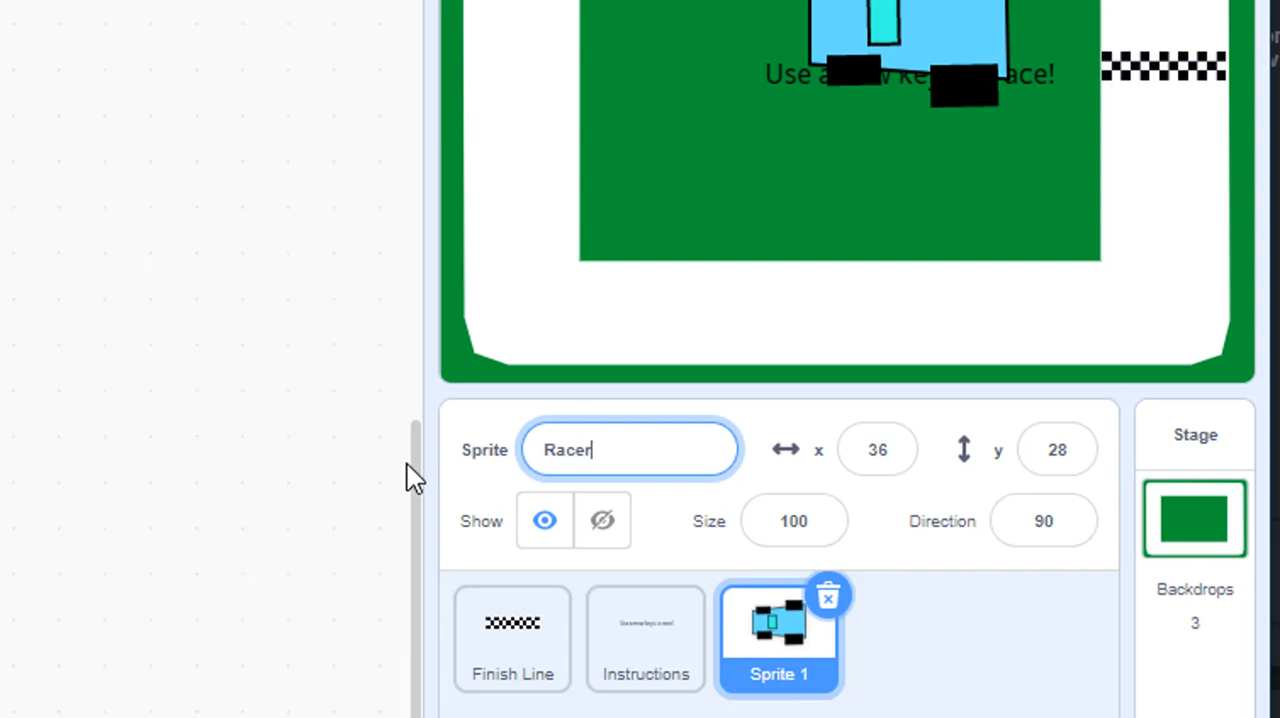 Use a w ke ace!
Sprite Racer x 36 y 28
Show Size 100 Direction 90
Stage
Backdrops
3
Finish Line
Instructions
Sprite 1